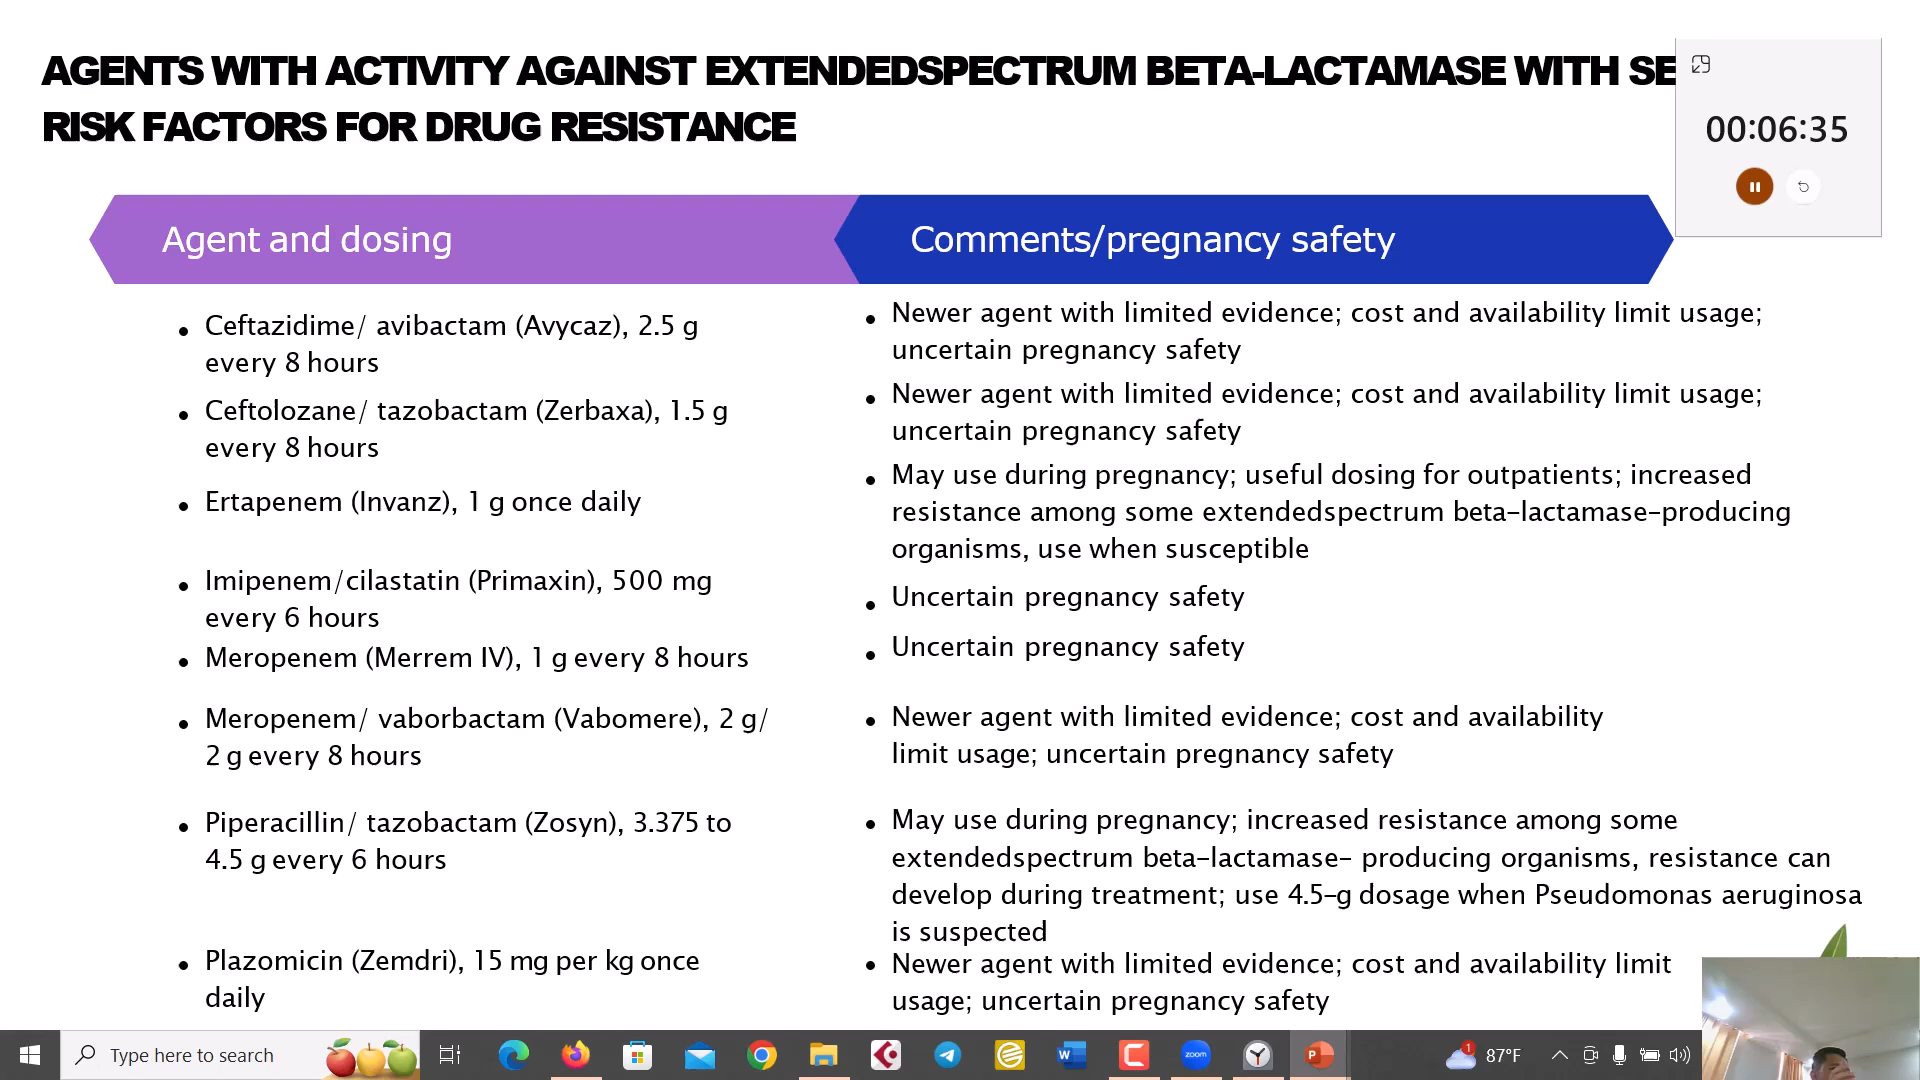 AGENTS WITH ACTIVITY AGAINST EXTENDEDSPECTRUM BETA-LACTAMASE WITH SE
RISK FACTORS FOR DRUG RESISTANCE
00:06:35
Agent and dosing
Comments/pregnancy safety
• Ceftazidime/ avibactam (Avycaz), 2.5 g
every 8 hours
• Ceftolozane/ tazobactam (Zerbaxa), 1.5 g
every 8 hours
• Ertapenem (Invanz), 1 g once daily
• Imipenem/cilastatin (Primaxin), 500 mg
every 6 hours
• Meropenem (Merrem IV), 1 g every 8 hours
• Meropenem/ vaborbactam (Vabomere), 2 g/
2 g every 8 hours
• Piperacillin/ tazobactam (Zosyn), 3.375 to
4.5 g every 6 hours
• Plazomicin (Zemdri), 15 mg per kg once
daily
• Newer agent with limited evidence; cost and availability limit usage;
uncertain pregnancy safety
• Newer agent with limited evidence; cost and availability limit usage;
uncertain pregnancy safety
• May use during pregnancy; useful dosing for outpatients; increased
resistance among some extendedspectrum beta-lactamase-producing
organisms, use when susceptible
• Uncertain pregnancy safety
• Uncertain pregnancy safety
• Newer agent with limited evidence; cost and availability
limit usage; uncertain pregnancy safety
• May use during pregnancy; increased resistance among some
extendedspectrum beta-lactamase- producing organisms, resistance can
develop during treatment; use 4.5-g dosage when Pseudomonas aeruginosa
is suspected
• Newer agent with limited evidence; cost and availability limit
usage; uncertain pregnancy safety
Type here to search
zoom
1
87°F